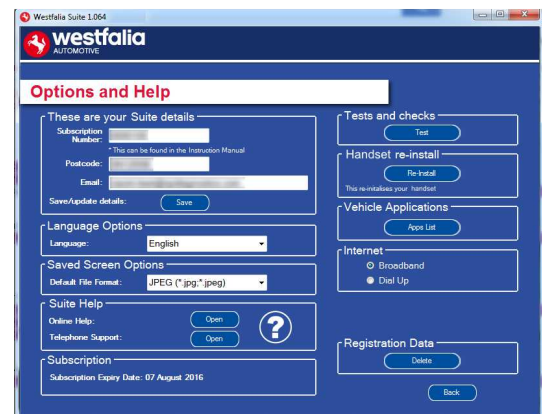 Westfalia Suite 1.064
westfalia
AUTOMOTIVE
Options and Help
These are your Suite details
Subscription
Number:
* This can be found in the Instruction Manual
Postcode:
Email:
Save/update details:
Save
Language Options
Language:
English
Saved Screen Options
Default File Format:
JPEG (*.jpg;*.jpeg)
Suite Help
Online Help:
Open
Telephone Support:
Open
?
Subscription
Subscription Expiry Date: 07 August 2016
Tests and checks
Test
Handset re-install
Re-Install
This re-initalises your handset
Vehicle Applications
Apps List
Internet
Broadband
Dial Up
Registration Data
Delete
Back